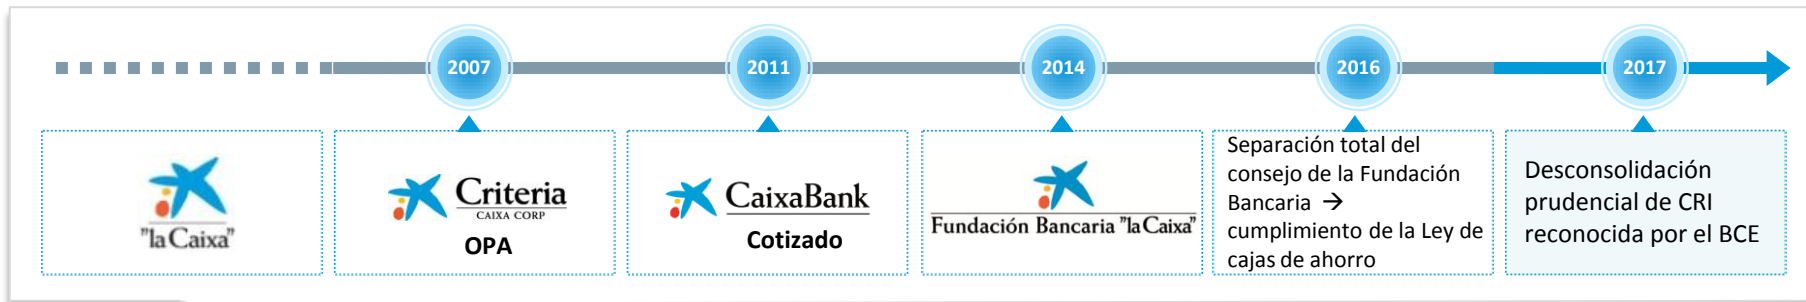 2007
2011
2014
2016
2017
"la Caixa"
Criteria
CAIXA CORP
OPA
CaixaBank
Cotizado
Fundación Bancaria "la Caixa"
Separación total del
consejo de la Fundación
Bancaria →
cumplimiento de la Ley de
cajas de ahorro
Desconsolidación
prudencial de CRI
reconocida por el BCE